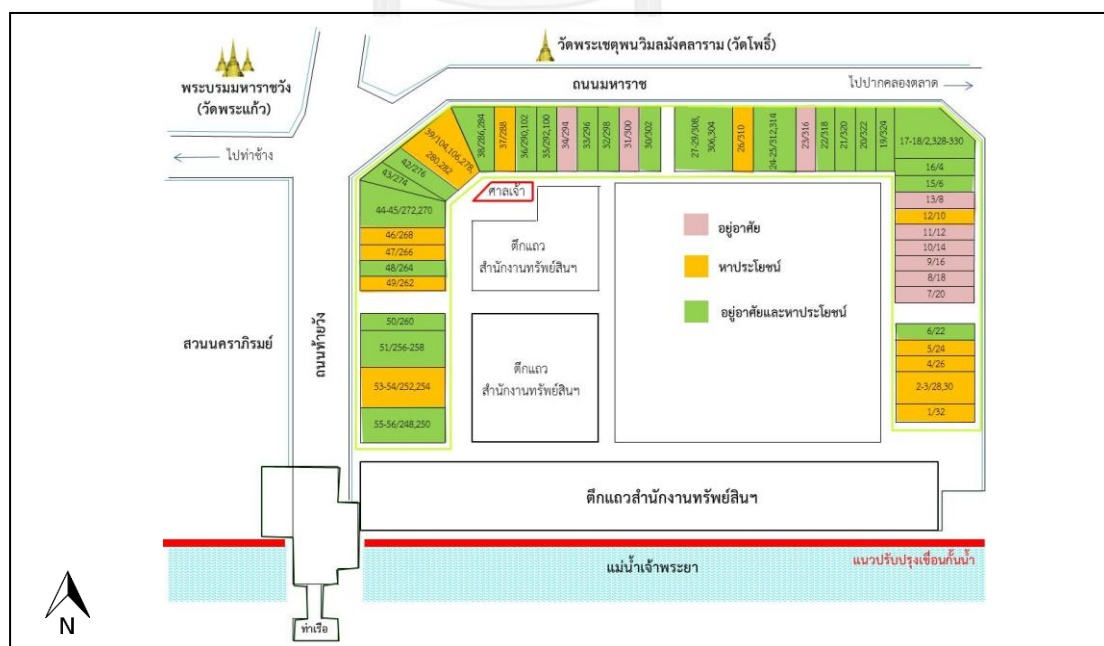 วัดพระเชตุพนวิมลมังคลาราม (วัดโพธิ์)
พระบรมมหาราชวัง
(วัดพระแก้ว)
ถนนมหาราช
ไปปากคลองตลาด
ไปท่าช้าง
39/104,106,278,
280,282
38/286,284
37/288
36/290,102
35/292,100
34/294
33/296
32/298
31/300
30/302
27-29/308,
306,304
26/310
24-25/312,314
23/316
22/318
21/320
20/322
19/324
17-18/2,328-330
42/276
43/274
44-45/272,270
46/268
47/266
48/264
49/262
50/260
51/256-258
53-54/252,254
55-56/248,250
ศาลเจ้า
ตึกแถว
สำนักงานทรัพย์สินฯ
ตึกแถว
สำนักงานทรัพย์สินฯ
อยู่อาศัย
หาประโยชน์
อยู่อาศัยและหาประโยชน์
16/4
15/6
13/8
12/10
11/12
10/14
9/16
8/18
7/20
6/22
5/24
4/26
2-3/28,30
1/32
สวนนคราภิรมย์
ถนนท้ายวัง
ตึกแถวสำนักงานทรัพย์สินฯ
แนวปรับปรุงเขื่อนกั้นน้ำ
แม่น้ำเจ้าพระยา
ท่าเรือ
N